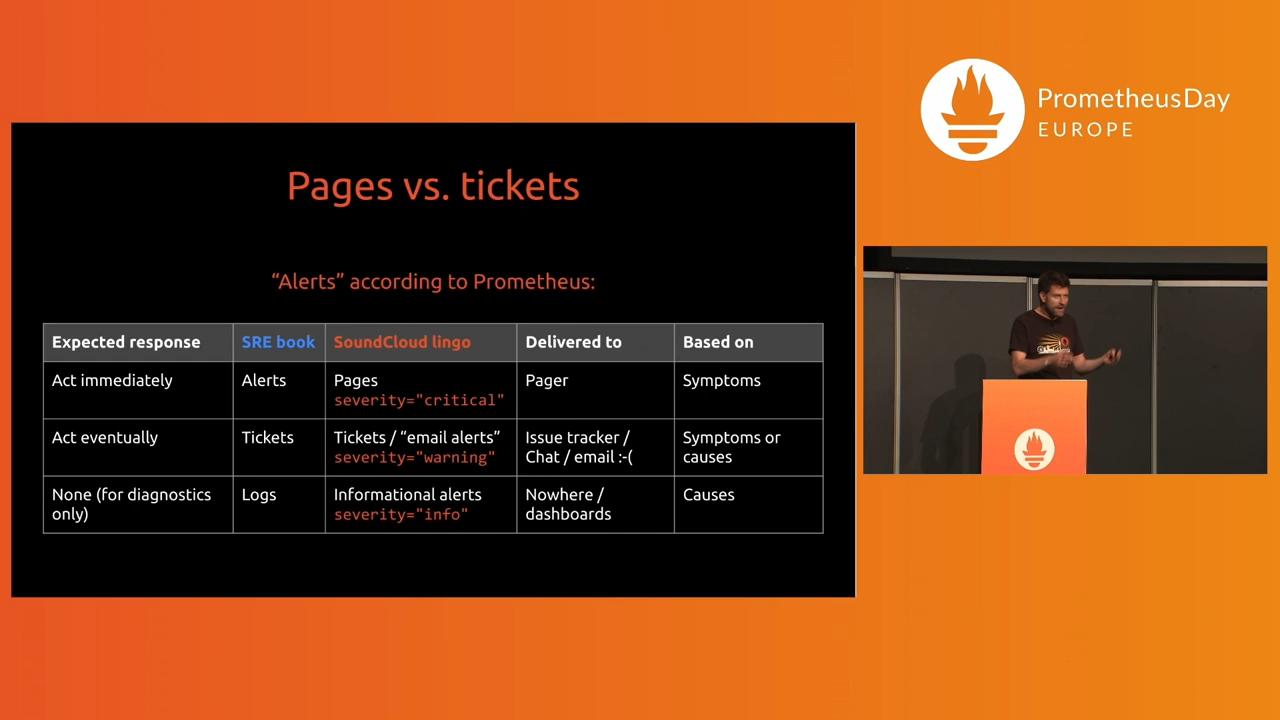 PrometheusDay
EUROPE
Pages vs. tickets
“Alerts” according to Prometheus:
Expected response SRE book SoundCloud lingo Delivered to Based on
Act immediately Alerts Pages Pager Symptoms
severity="critical"
Act eventually Tickets Tickets / “email alerts” Issue tracker / Symptoms or
severity="warning" Chat / email :-( causes
None (for diagnostics Logs Informational alerts Nowhere / Causes
only) severity="info" dashboards